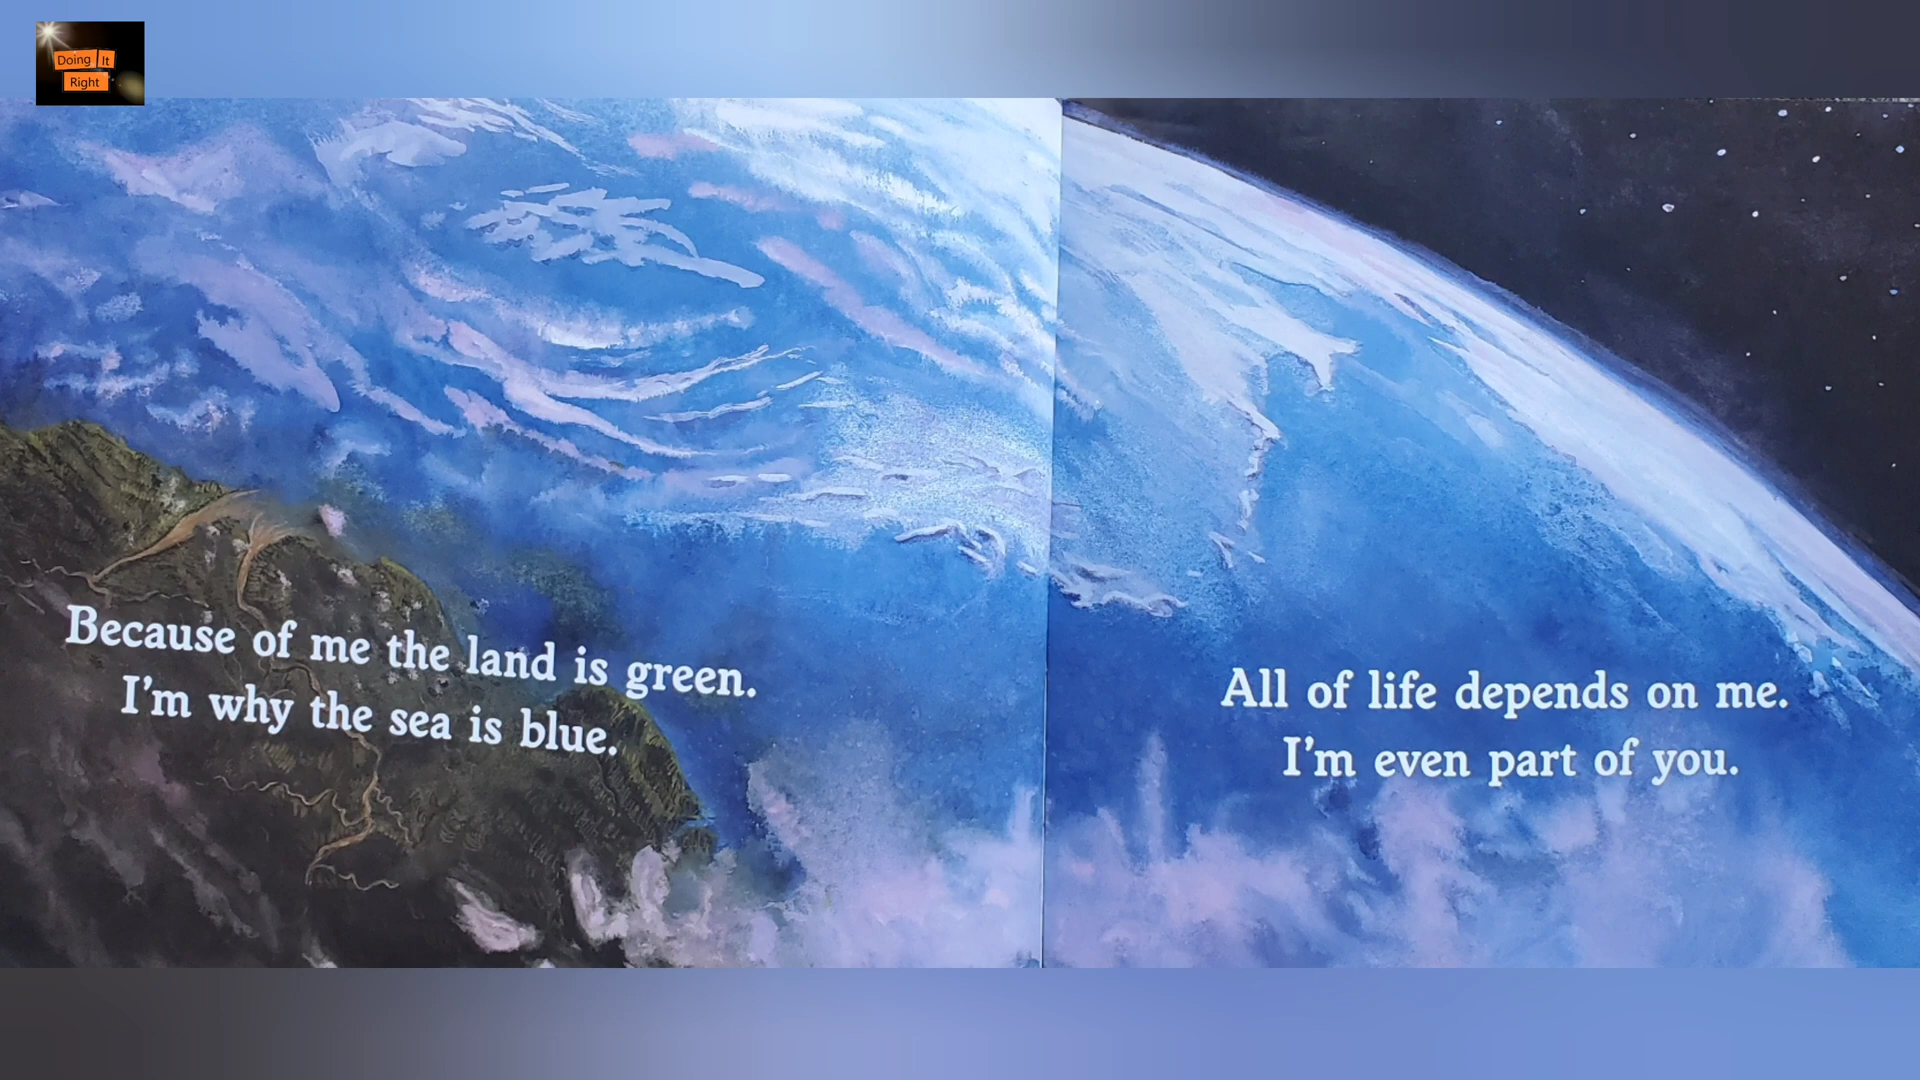 Doing It
Right
Because of me the land is green.
I'm why the sea is blue.
All of life depends on me.
I'm even part of you.